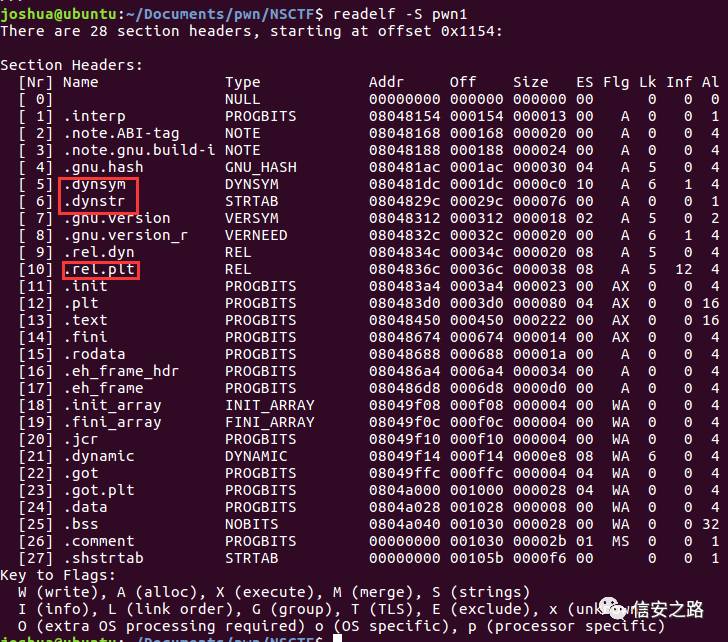 joshua@ubuntu:~/Documents/pwn/NSCTF$ readelf -S pwn1
There are 28 section headers, starting at offset 0x1154:
Section Headers:
[Nr] Name Type Addr Off Size ES Flg Lk Inf Al
[ 0] NULL 00000000 000000 000000 00 0 0 0
[ 1] .interp PROGBITS 08048154 000154 000013 00 A 0 0 1
[ 2] .note.ABI-tag NOTE 08048168 000168 000020 00 A 0 0 4
[ 3] .note.gnu.build-i NOTE 08048188 000188 000024 00 A 0 0 4
[ 4] .gnu.hash GNU_HASH 080481ac 0001ac 000030 04 A 5 0 4
[ 5] .dynsym DYNSYM 080481dc 0001dc 0000c0 10 A 6 1 4
[ 6] .dynstr STRTAB 0804829c 00029c 000076 00 A 0 0 1
[ 7] .gnu.version VERSYM 08048312 000312 000018 02 A 5 0 2
[ 8] .gnu.version_r VERNEED 0804832c 00032c 000020 00 A 6 1 4
[ 9] .rel.dyn REL 0804834c 00034c 000020 08 A 5 0 4
[10] .rel.plt REL 0804836c 00036c 000038 08 A 5 12 4
[11] .init PROGBITS 080483a4 0003a4 000023 00 AX 0 0 4
[12] .plt PROGBITS 080483d0 0003d0 000080 04 AX 0 0 16
[13] .text PROGBITS 08048450 000450 000222 00 AX 0 0 16
[14] .fini PROGBITS 08048674 000674 000014 00 AX 0 0 4
[15] .rodata PROGBITS 08048688 000688 00001a 00 A 0 0 4
[16] .eh_frame_hdr PROGBITS 080486a4 0006a4 000034 00 A 0 0 4
[17] .eh_frame PROGBITS 080486d8 0006d8 0000d0 00 A 0 0 4
[18] .init_array INIT_ARRAY 08049f08 000f08 000004 00 WA 0 0 4
[19] .fini_array FINI_ARRAY 08049f0c 000f0c 000004 00 WA 0 0 4
[20] .jcr PROGBITS 08049f10 000f10 000004 00 WA 0 0 4
[21] .dynamic DYNAMIC 08049f14 000f14 0000e8 08 WA 6 0 4
[22] .got PROGBITS 08049ffc 000ffc 000004 04 WA 0 0 4
[23] .got.plt PROGBITS 0804a000 001000 000028 04 WA 0 0 4
[24] .data PROGBITS 0804a028 001028 000008 00 WA 0 0 4
[25] .bss NOBITS 0804a040 001030 000028 00 WA 0 0 32
[26] .comment PROGBITS 00000000 001030 00002b 01 MS 0 0 1
[27] .shstrtab STRTAB 00000000 00105b 0000f6 00 0 0 1
Key to Flags:
W (write), A (alloc), X (execute), M (merge), S (strings)
I (info), L (link order), G (group), T (TLS), E (exclude), x
O (extra OS processing required) o (OS specific), p (processor specific)
信安之路